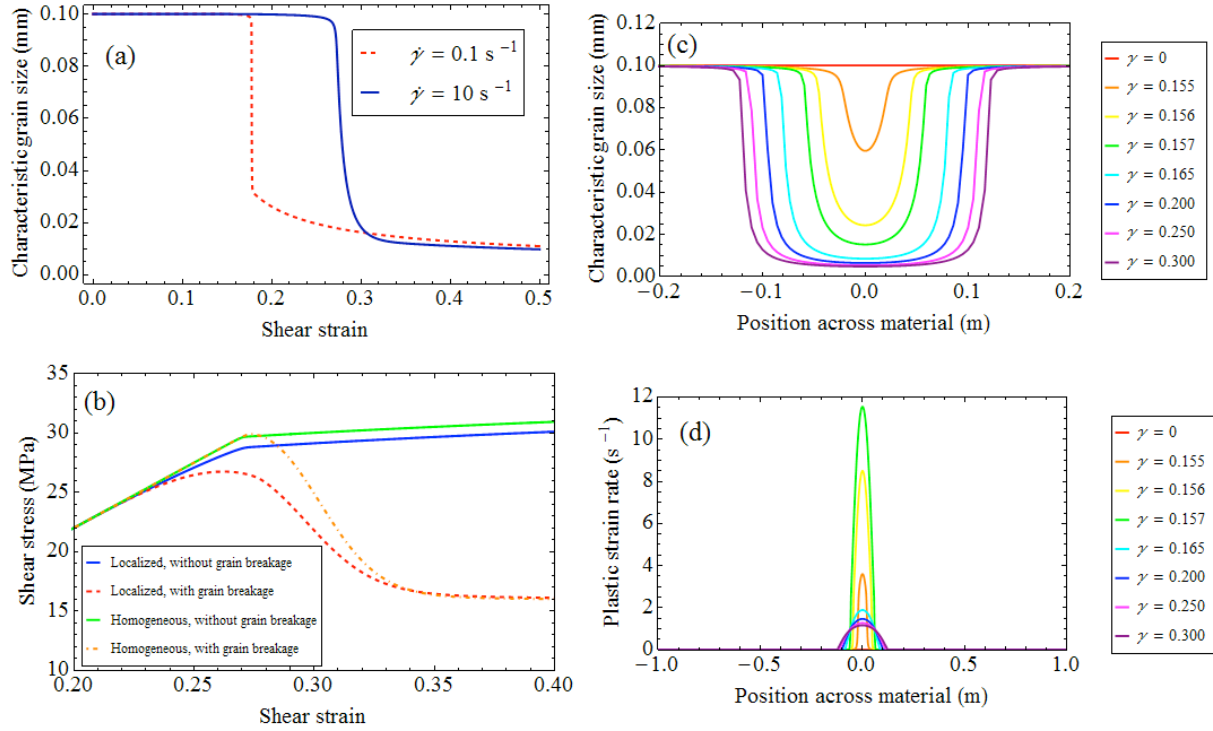 (a)
γ̇ = 0.1 s −1
γ̇ = 10 s −1
Characteristic grain size (mm)
0.10
0.08
0.06
0.04
0.02
0.00
0.0 0.1 0.2 0.3 0.4 0.5
Shear strain
(c)
Characteristic grain size (mm)
0.12
0.10
0.08
0.06
0.04
0.02
0.00
−0.2 −0.1 0.0 0.1 0.2
Position across material (m)
γ = 0
γ = 0.155
γ = 0.156
γ = 0.157
γ = 0.165
γ = 0.200
γ = 0.250
γ = 0.300
(b)
Shear stress (MPa)
35
30
25
20
15
10
Localized, without grain breakage
Localized, with grain breakage
Homogeneous, without grain breakage
Homogeneous, with grain breakage
0.20 0.25 0.30 0.35 0.40
Shear strain
(d)
Plastic strain rate (s−1)
12
10
8
6
4
2
0
−1.0 −0.5 0.0 0.5 1.0
Position across material (m)
γ = 0
γ = 0.155
γ = 0.156
γ = 0.157
γ = 0.165
γ = 0.200
γ = 0.250
γ = 0.300